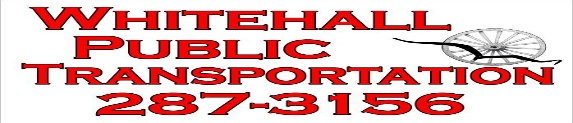 WHITEHALL
PUBLIC
TRANSPORTATION
287-3156